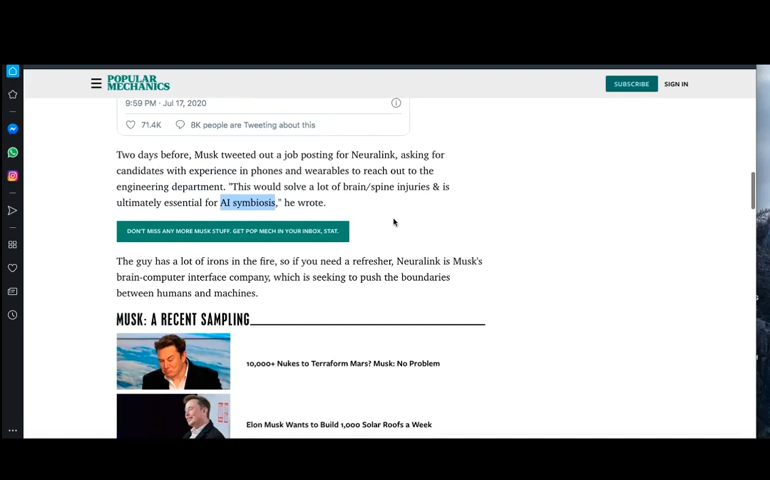 POPULAR
MECHANICS
SUBSCRIBE
SIGN IN
9:59 PM · Jul 17, 2020
71.4K
8K people are Tweeting about this
Two days before, Musk tweeted out a job posting for Neuralink, asking for
candidates with experience in phones and wearables to reach out to the
engineering department. "This would solve a lot of brain/spine injuries & is
ultimately essential for AI symbiosis," he wrote.
DON'T MISS ANY MORE MUSK STUFF. GET POP MECH IN YOUR INBOX, STAT.
The guy has a lot of irons in the fire, so if you need a refresher, Neuralink is Musk's
brain-computer interface company, which is seeking to push the boundaries
between humans and machines.
MUSK: A RECENT SAMPLING
10,000+ Nukes to Terraform Mars? Musk: No Problem
Elon Musk Wants to Build 1,000 Solar Roofs a Week